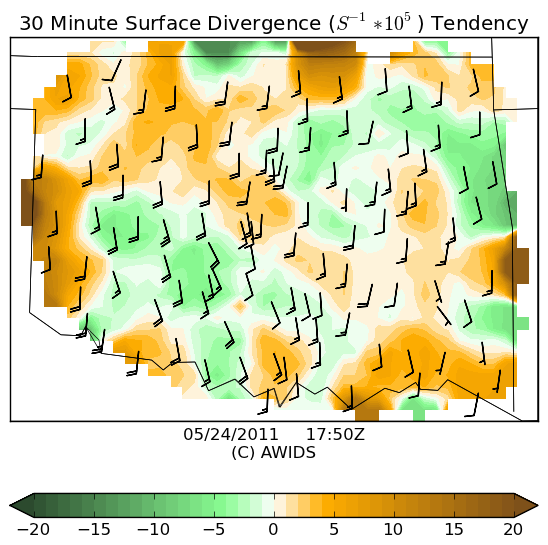 30 Minute Surface Divergence (S⁻¹ ∗10⁵ ) Tendency
05/24/2011 17:50Z
(C) AWIDS
−20 −15 −10 −5 0 5 10 15 20